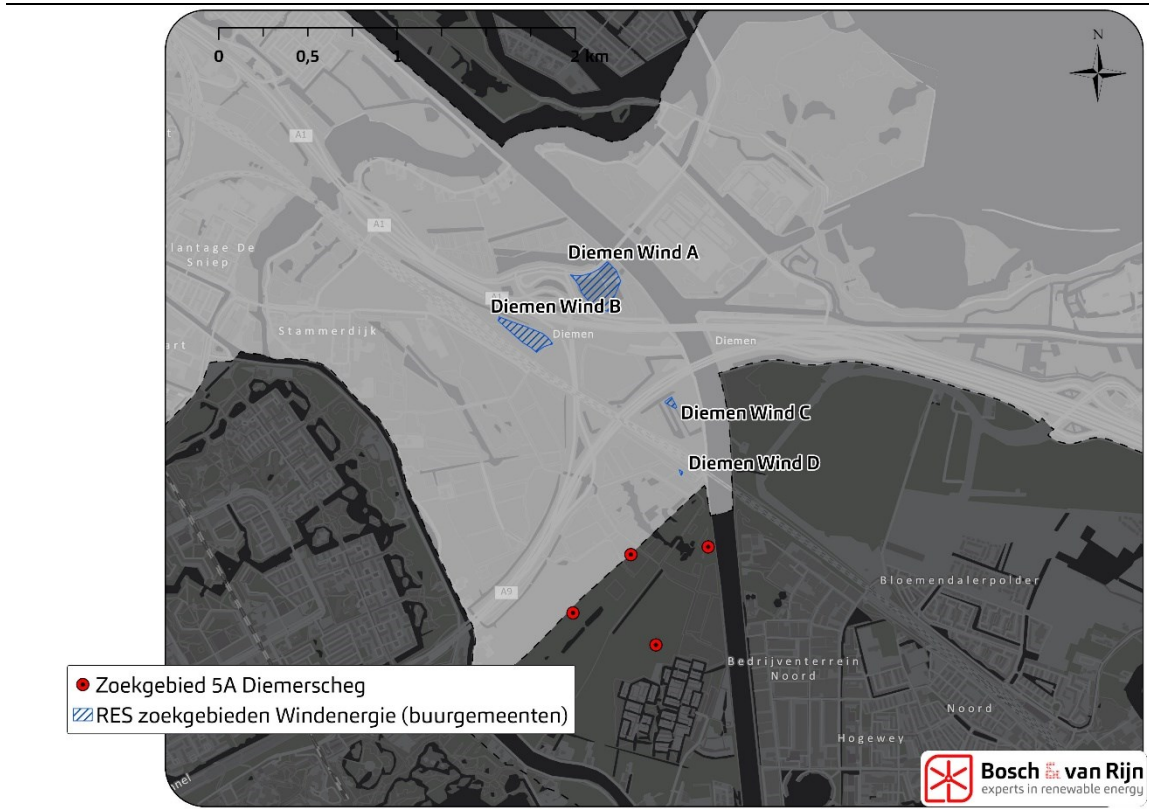 0 0,5 1 2 km
N
A1
A1
lantage De
Sniep
Diemen Wind A
A1
Diemen Wind B
Stammerdijk
Diemen
Diemen
art
Diemen Wind C
Diemen Wind D
Bloemendalerpolder
A9
Bedrijventerrein
Noord
Zoekgebied 5A Diemerscheg
RES zoekgebieden Windenergie (buurgemeenten)
Noord
Hogewey
nnel
Bosch & van Rijn
experts in renewable energy